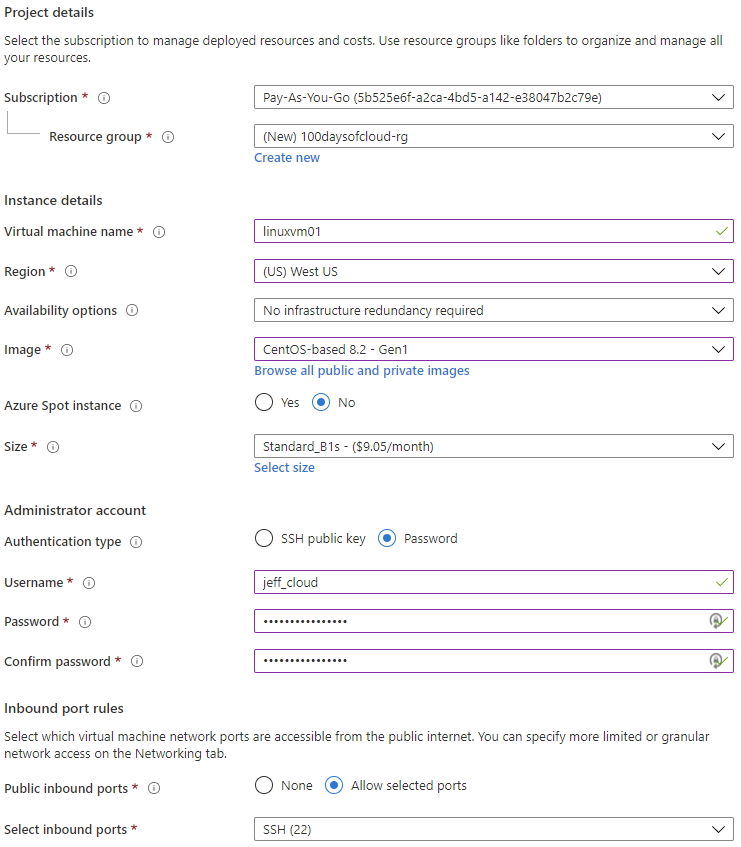 Project details
Select the subscription to manage deployed resources and costs. Use resource groups like folders to organize and manage all
your resources.
Subscription *
Pay-As-You-Go (5b525e6f-a2ca-4bd5-a142-e38047b2c79e)
Resource group *
(New) 100daysofcloud-rg
Create new
Instance details
Virtual machine name *
linuxvm01
Region *
(US) West US
Availability options
No infrastructure redundancy required
Image *
CentOS-based 8.2 - Gen1
Browse all public and private images
Azure Spot instance
Yes No
Size *
Standard_B1s - ($9.05/month)
Select size
Administrator account
Authentication type
SSH public key Password
Username *
jeff_cloud
Password *
••••••••••••••••
Confirm password *
••••••••••••••••
Inbound port rules
Select which virtual machine network ports are accessible from the public internet. You can specify more limited or granular
network access on the Networking tab.
Public inbound ports *
None Allow selected ports
Select inbound ports *
SSH (22)